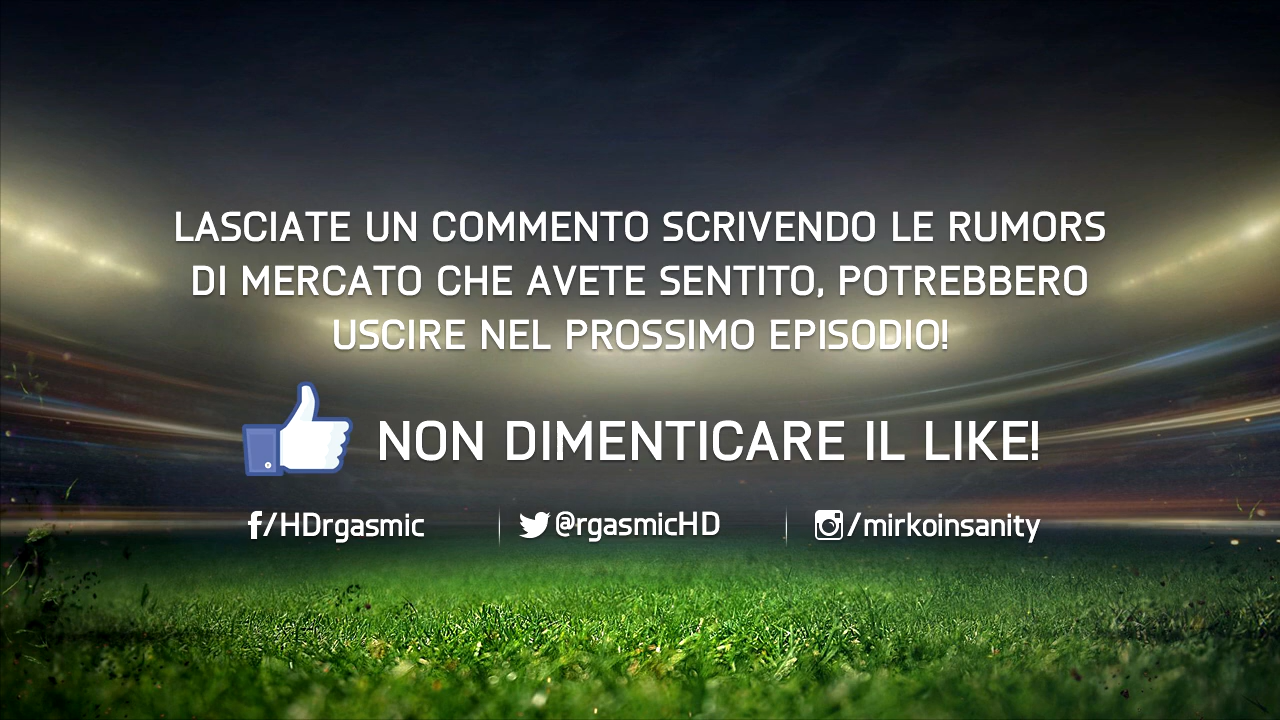 LASCIATE UN COMMENTO SCRIVENDO LE RUMORS
DI MERCATO CHE AVETE SENTITO, POTREBBERO
USCIRE NEL PROSSIMO EPISODIO!
NON DIMENTICARE IL LIKE!
f/HDrgasmic @rgasmicHD /mirkoinsanity